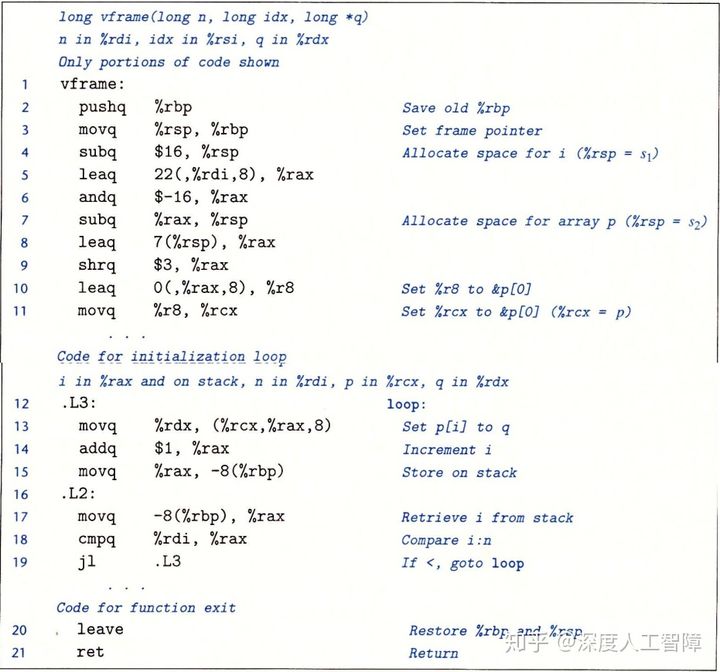 long vframe(long n, long idx, long *q)
n in %rdi, idx in %rsi, q in %rdx
Only portions of code shown
1 vframe:
2 pushq %rbp Save old %rbp
3 movq %rsp, %rbp Set frame pointer
4 subq $16, %rsp Allocate space for i (%rsp = s₁)
5 leaq 22(,%rdi,8), %rax
6 andq $-16, %rax
7 subq %rax, %rsp Allocate space for array p (%rsp = s₂)
8 leaq 7(%rsp), %rax
9 shrq $3, %rax
10 leaq 0(,%rax,8), %r8 Set %r8 to &p[0]
11 movq %r8, %rcx Set %rcx to &p[0] (%rcx = p)
. . .
Code for initialization loop
i in %rax and on stack, n in %rdi, p in %rcx, q in %rdx
12 .L3: loop:
13 movq %rdx, (%rcx,%rax,8) Set p[i] to q
14 addq $1, %rax Increment i
15 movq %rax, -8(%rbp) Store on stack
16 .L2:
17 movq -8(%rbp), %rax Retrieve i from stack
18 cmpq %rdi, %rax Compare i:n
19 jl .L3 If <, goto loop
. . .
Code for function exit
20 leave Restore %rbp and %rsp
21 ret Return
知乎 @深度人工智障